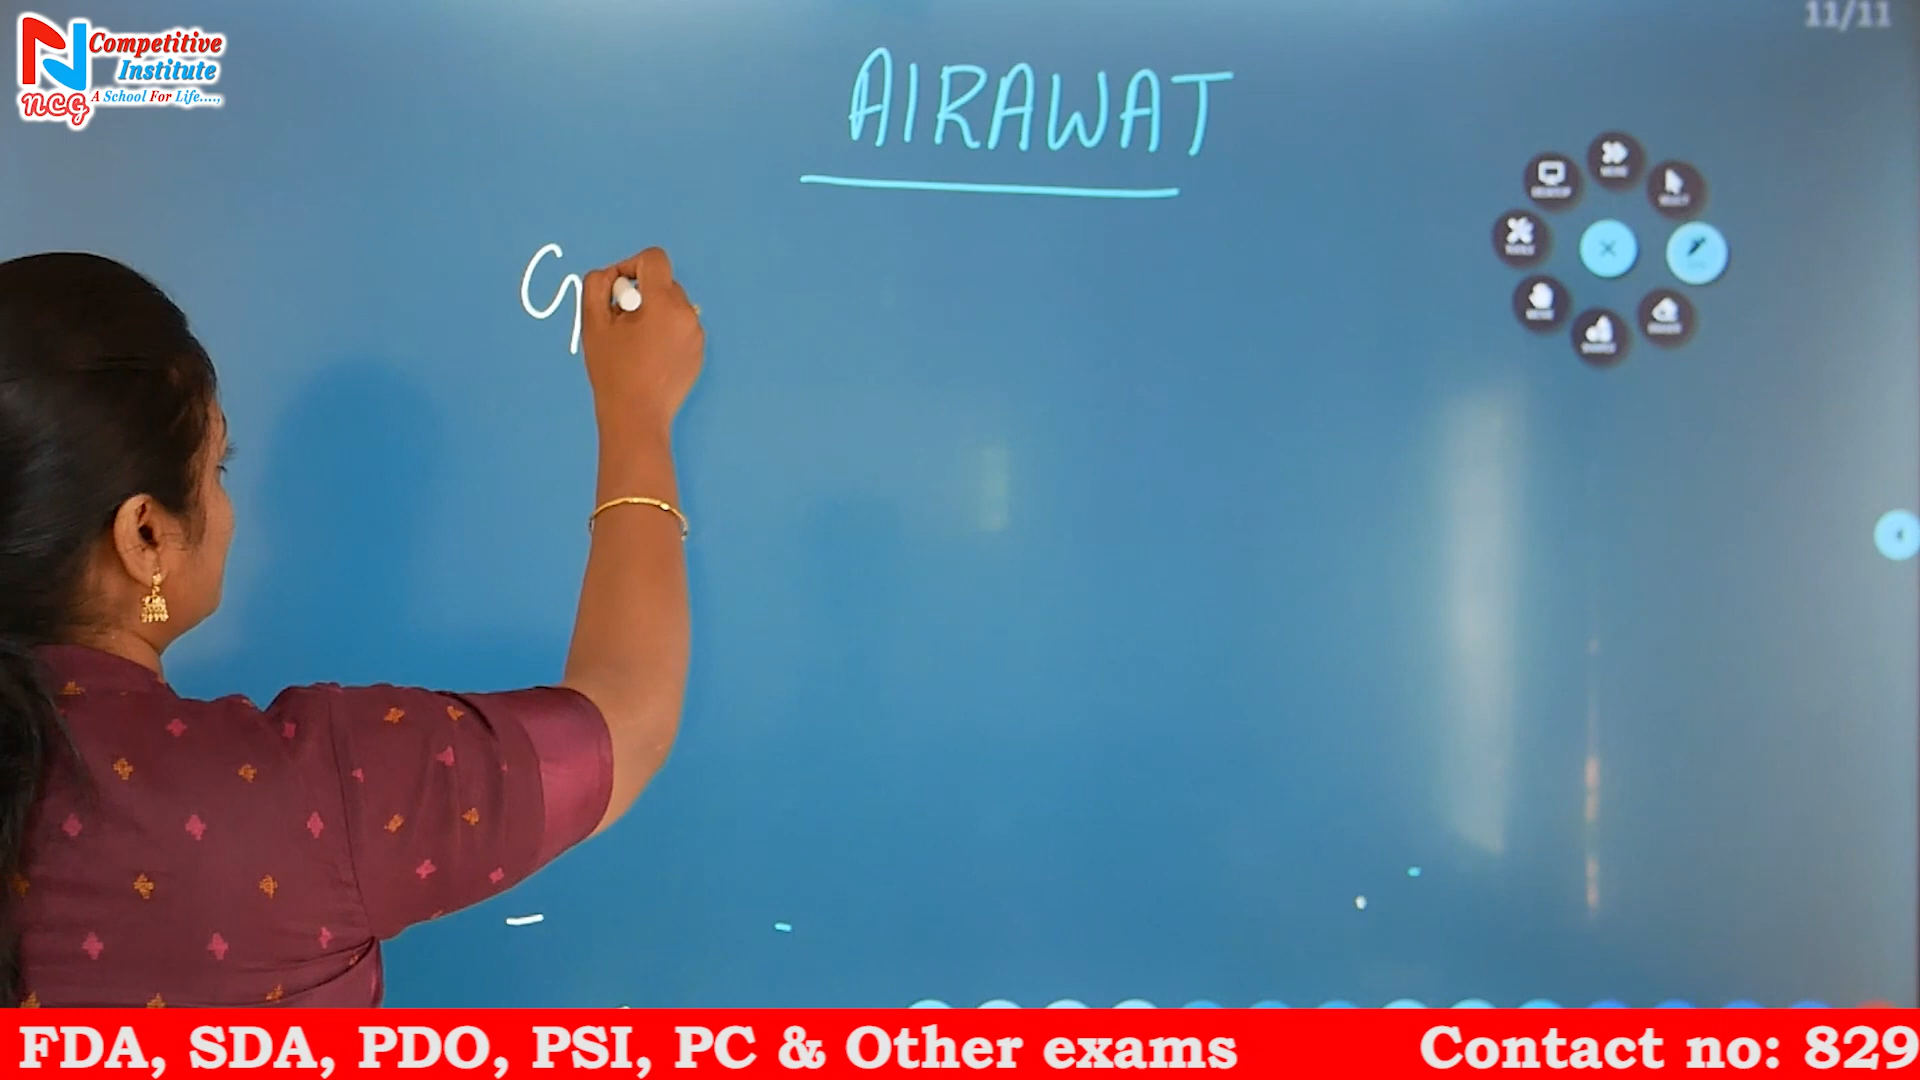 11/11
N
Competitive
Institute
NCG A School For Life.....,
AIRAWAT
G
FDA, SDA, PDO, PSI, PC & Other exams Contact no: 829